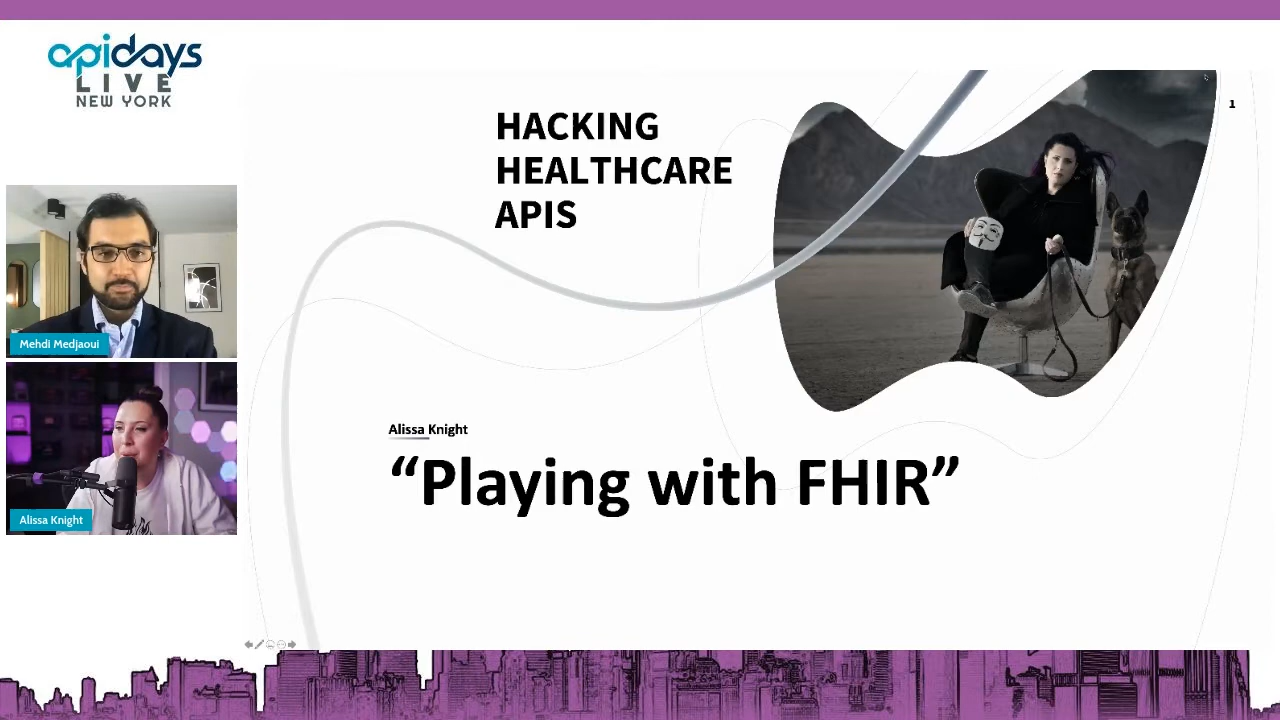 apidays
LIVE
NEW YORK
HACKING
HEALTHCARE
APIS
1
Mehdi Medjaoui
Alissa Knight
Alissa Knight
“Playing with FHIR”